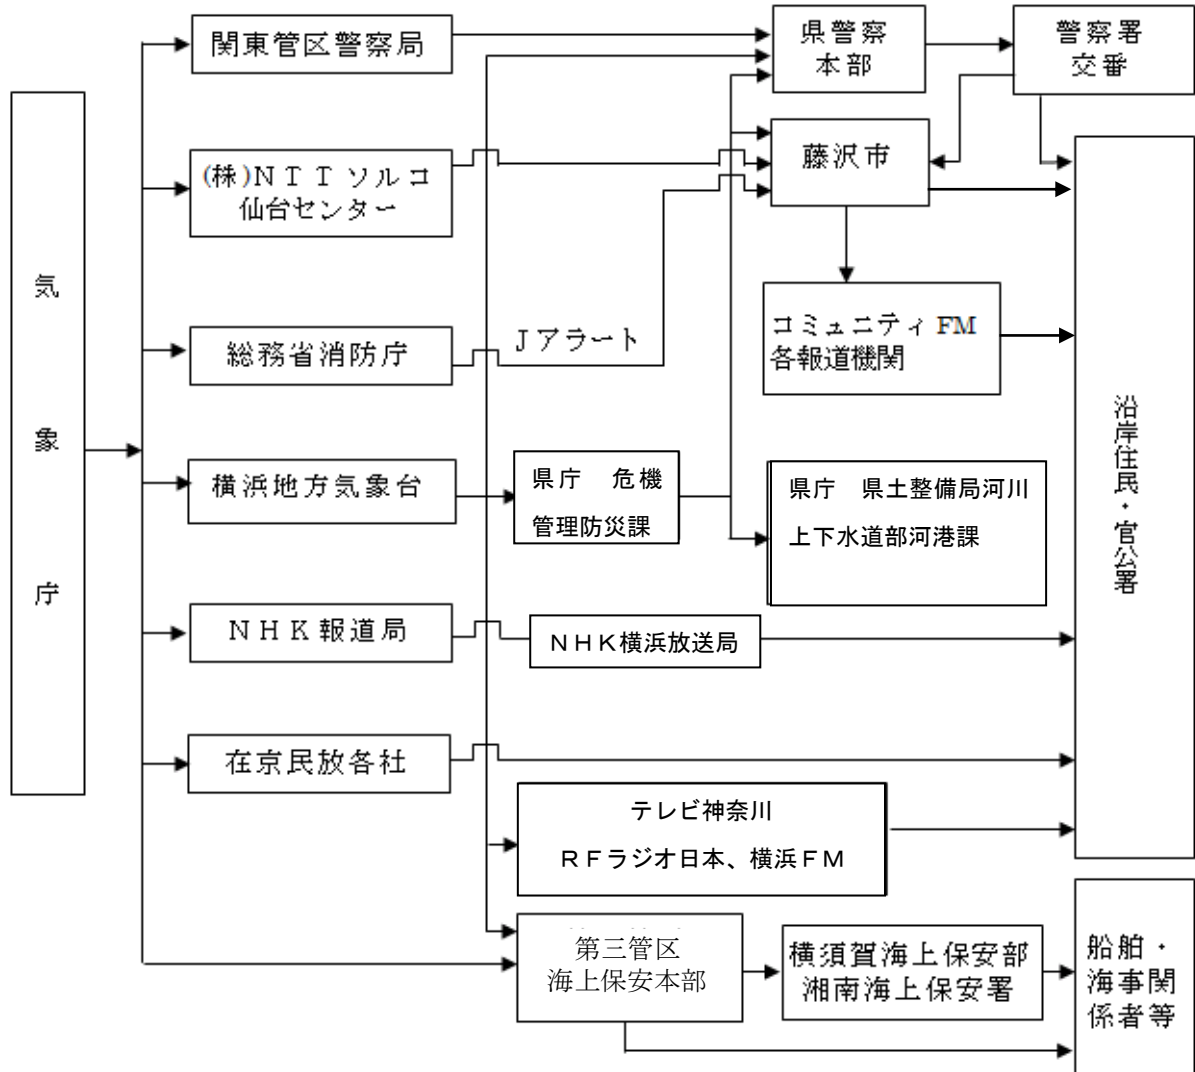 気象庁
関東管区警察局
(株)ＮＴＴソルコ
仙台センター
総務省消防庁
Ｊアラート
横浜地方気象台
県庁　危機
管理防災課
ＮＨＫ報道局
ＮＨＫ横浜放送局
在京民放各社
テレビ神奈川
ＲＦラジオ日本、横浜ＦＭ
第三管区
海上保安本部
横須賀海上保安部
湘南海上保安署
県警察
本部
警察署
交番
藤沢市
コミュニティFM
各報道機関
県庁　県土整備局河川
上下水道部河港課
沿岸住民・官公署
船舶・
海事関
係者等